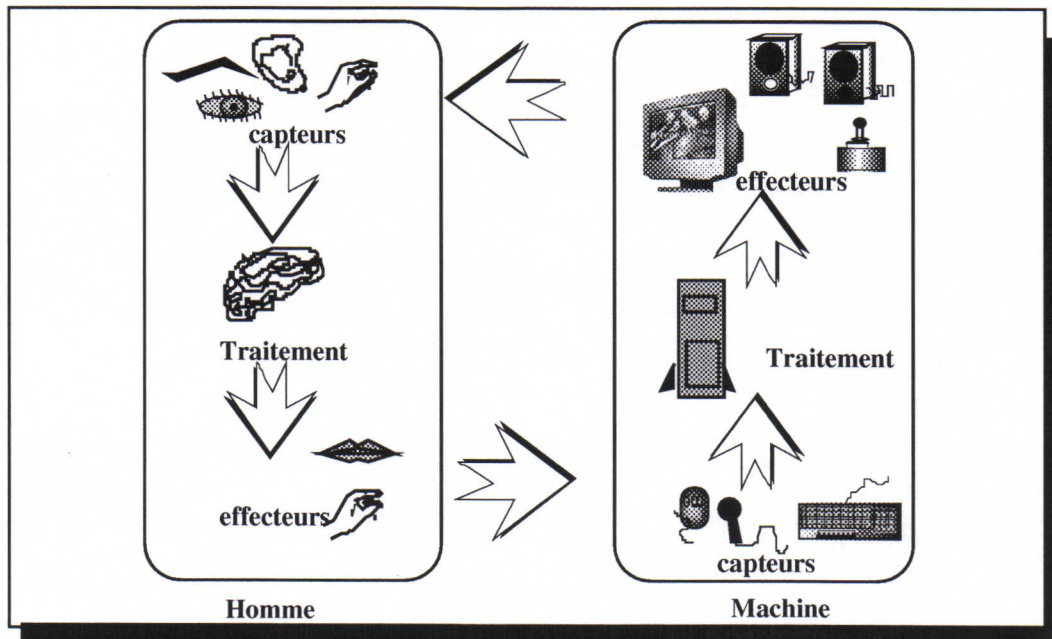 capteurs
Traitement
effecteurs
Homme
effecteurs
Traitement
capteurs
Machine